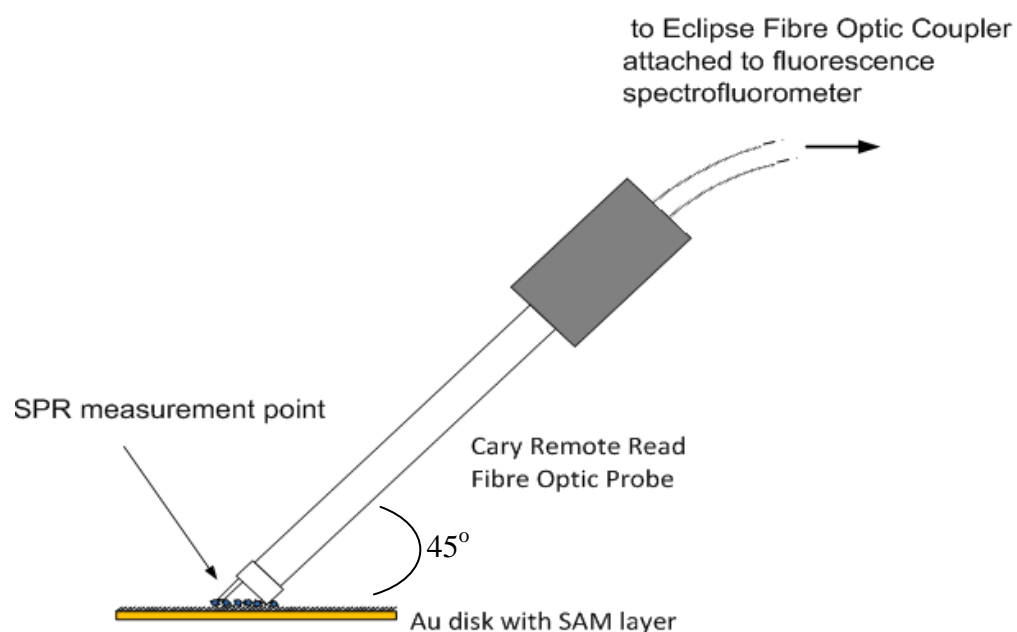 to Eclipse Fibre Optic Coupler
attached to fluorescence
spectrofluorometer
SPR measurement point
Cary Remote Read
Fibre Optic Probe
45°
Au disk with SAM layer